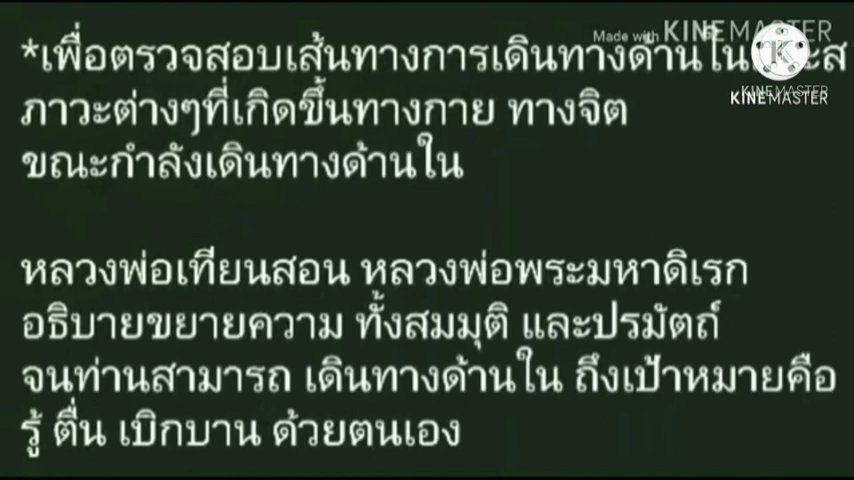 Made with KINEMASTER
*เพื่อตรวจสอบเส้นทางการเดินทางด้านใน
KINEMASTER
ภาวะต่างๆที่เกิดขึ้นทางกาย ทางจิต
KINEMASTER
ขณะกำลังเดินทางด้านใน
หลวงพ่อเทียนสอน หลวงพ่อพระมหาดิเรก
อธิบายขยายความ ทั้งสมมุติ และปรมัตถ์
จนท่านสามารถ เดินทางด้านใน ถึงเป้าหมายคือ
รู้ ตื่น เบิกบาน ด้วยตนเอง